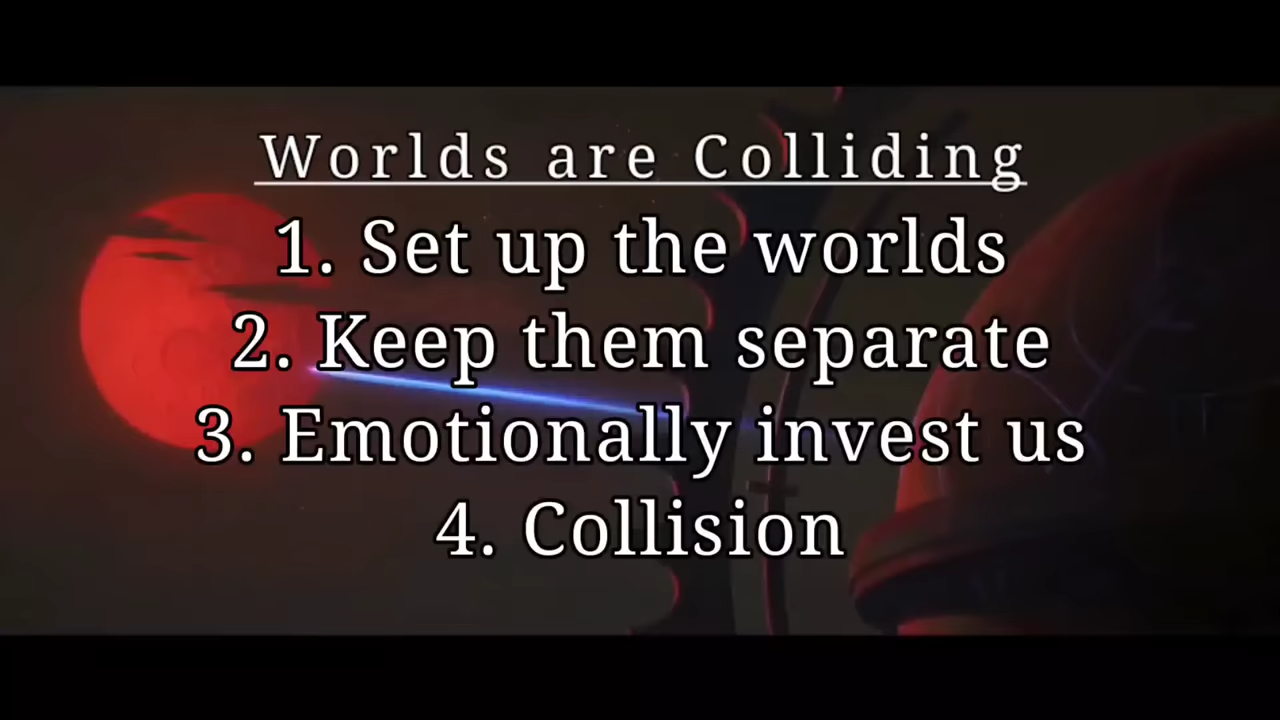 Worlds are Colliding
1. Set up the worlds
2. Keep them separate
3. Emotionally invest us
4. Collision